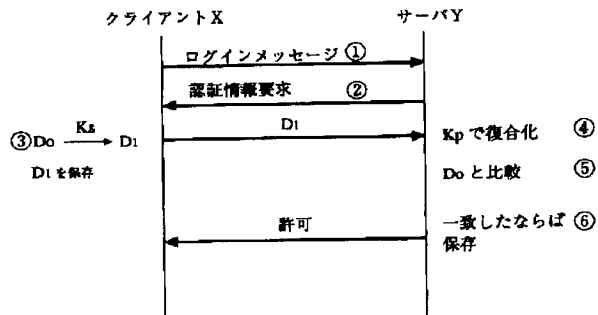 クライアントX サーバY
ログインメッセージ ①
認証情報要求 ②
③Do Ks D1 D1 Kpで復合化 ④
D1を保存 Doと比較 ⑤
許可 一致したならば ⑥
保存